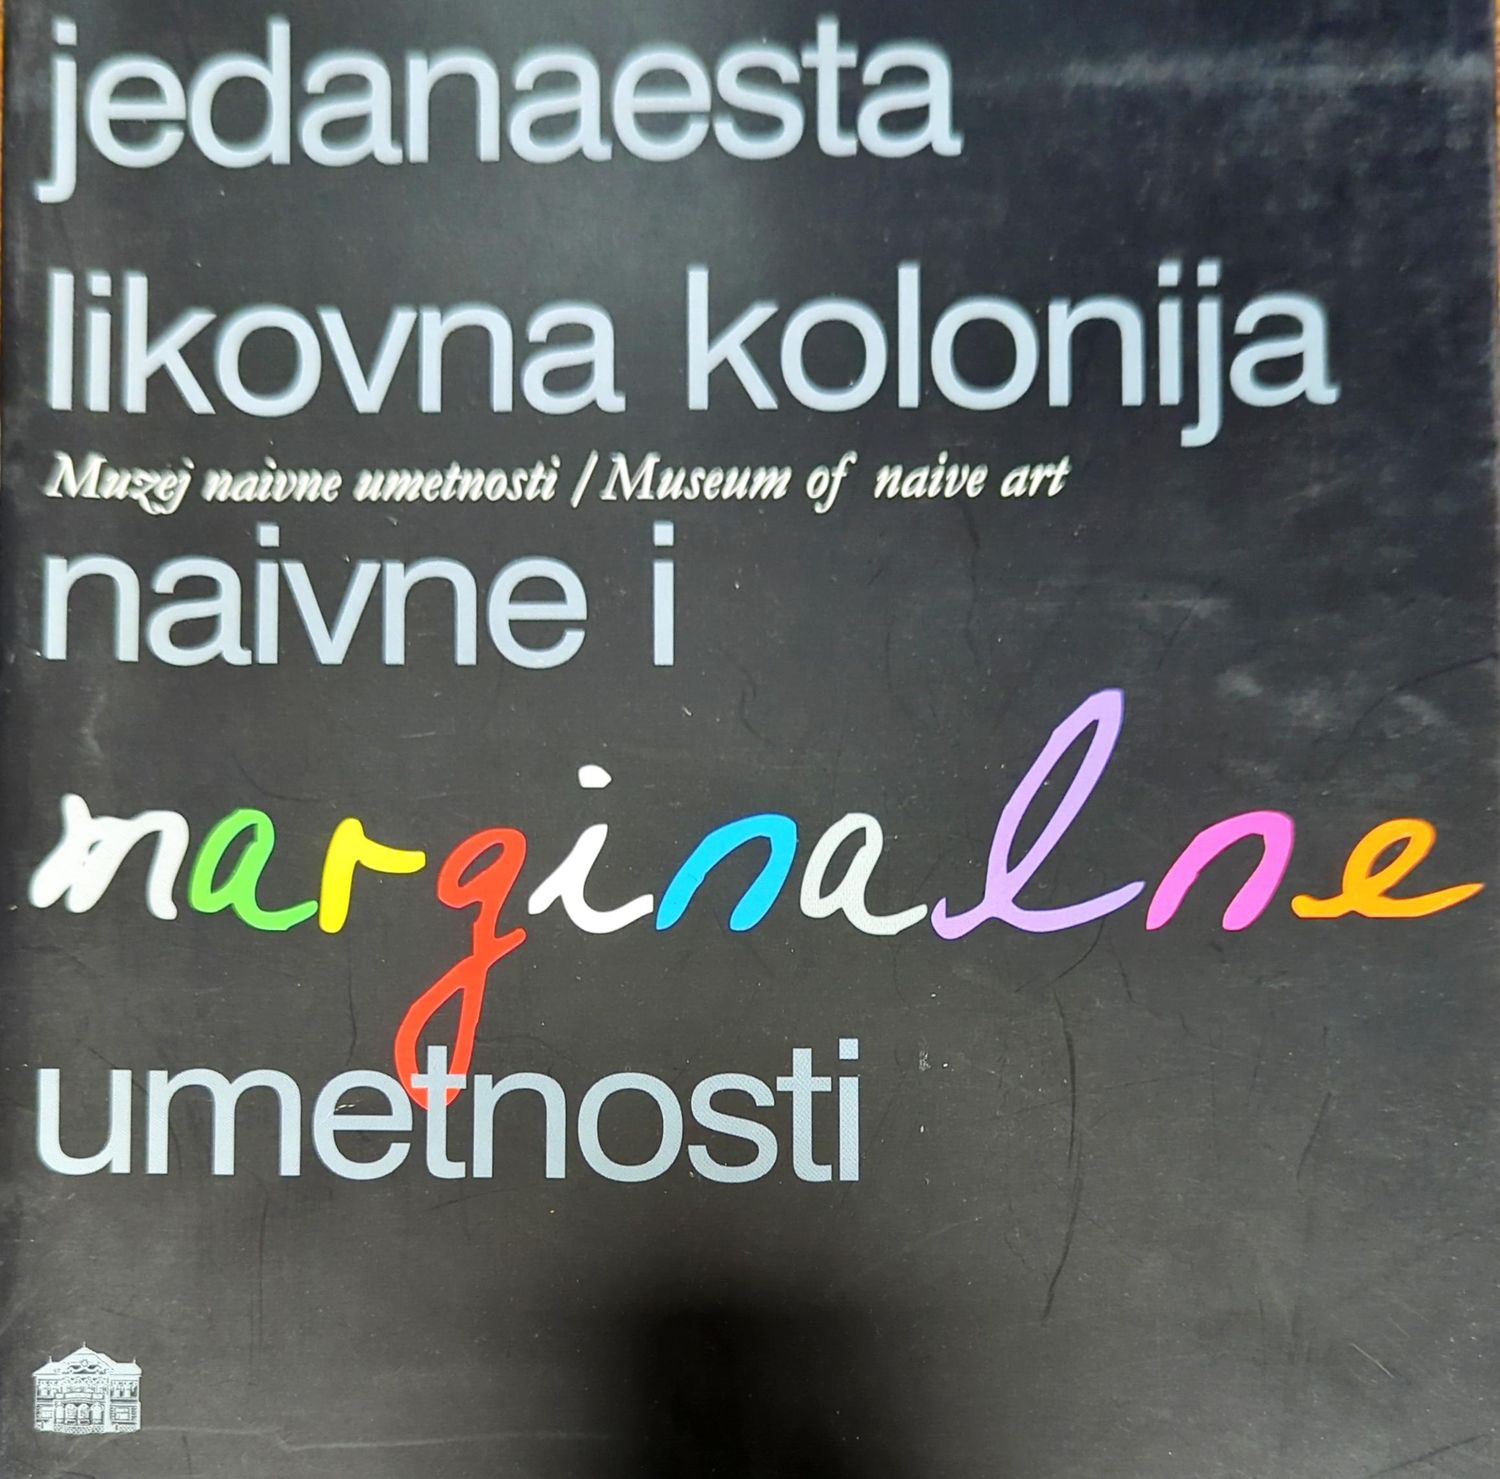 jedanaesta
likovna kolonija
Muzej naivne umetnosti / Museum of naive art
naivne i
marginalne
umetnosti